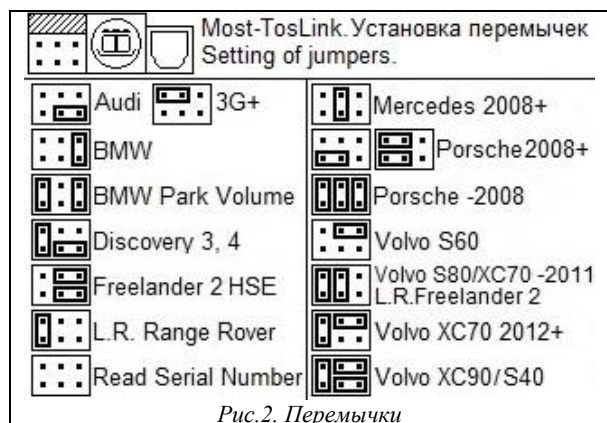 Most-TosLink.Установка перемычек
Setting of jumpers.
Audi 3G+
BMW
BMW Park Volume
Discovery 3, 4
Freelander 2 HSE
L.R. Range Rover
Read Serial Number
Mercedes 2008+
Porsche2008+
Porsche -2008
Volvo S60
Volvo S80/XC70 -2011
L.R.Freelander 2
Volvo XC70 2012+
Volvo XC90/S40
Рис.2. Перемычки